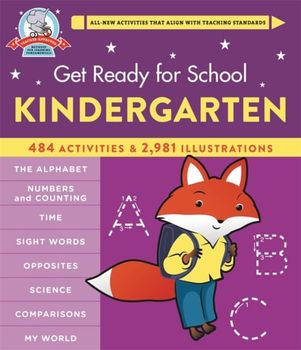 ALL-NEW ACTIVITIES THAT ALIGN WITH TEACHING STANDARDS
Get Ready for School
KINDERGARTEN
484 ACTIVITIES & 2,981 ILLUSTRATIONS
THE ALPHABET
NUMBERS
and COUNTING
TIME
SIGHT WORDS
OPPOSITES
SCIENCE
COMPARISONS
MY WORLD
A
B
C